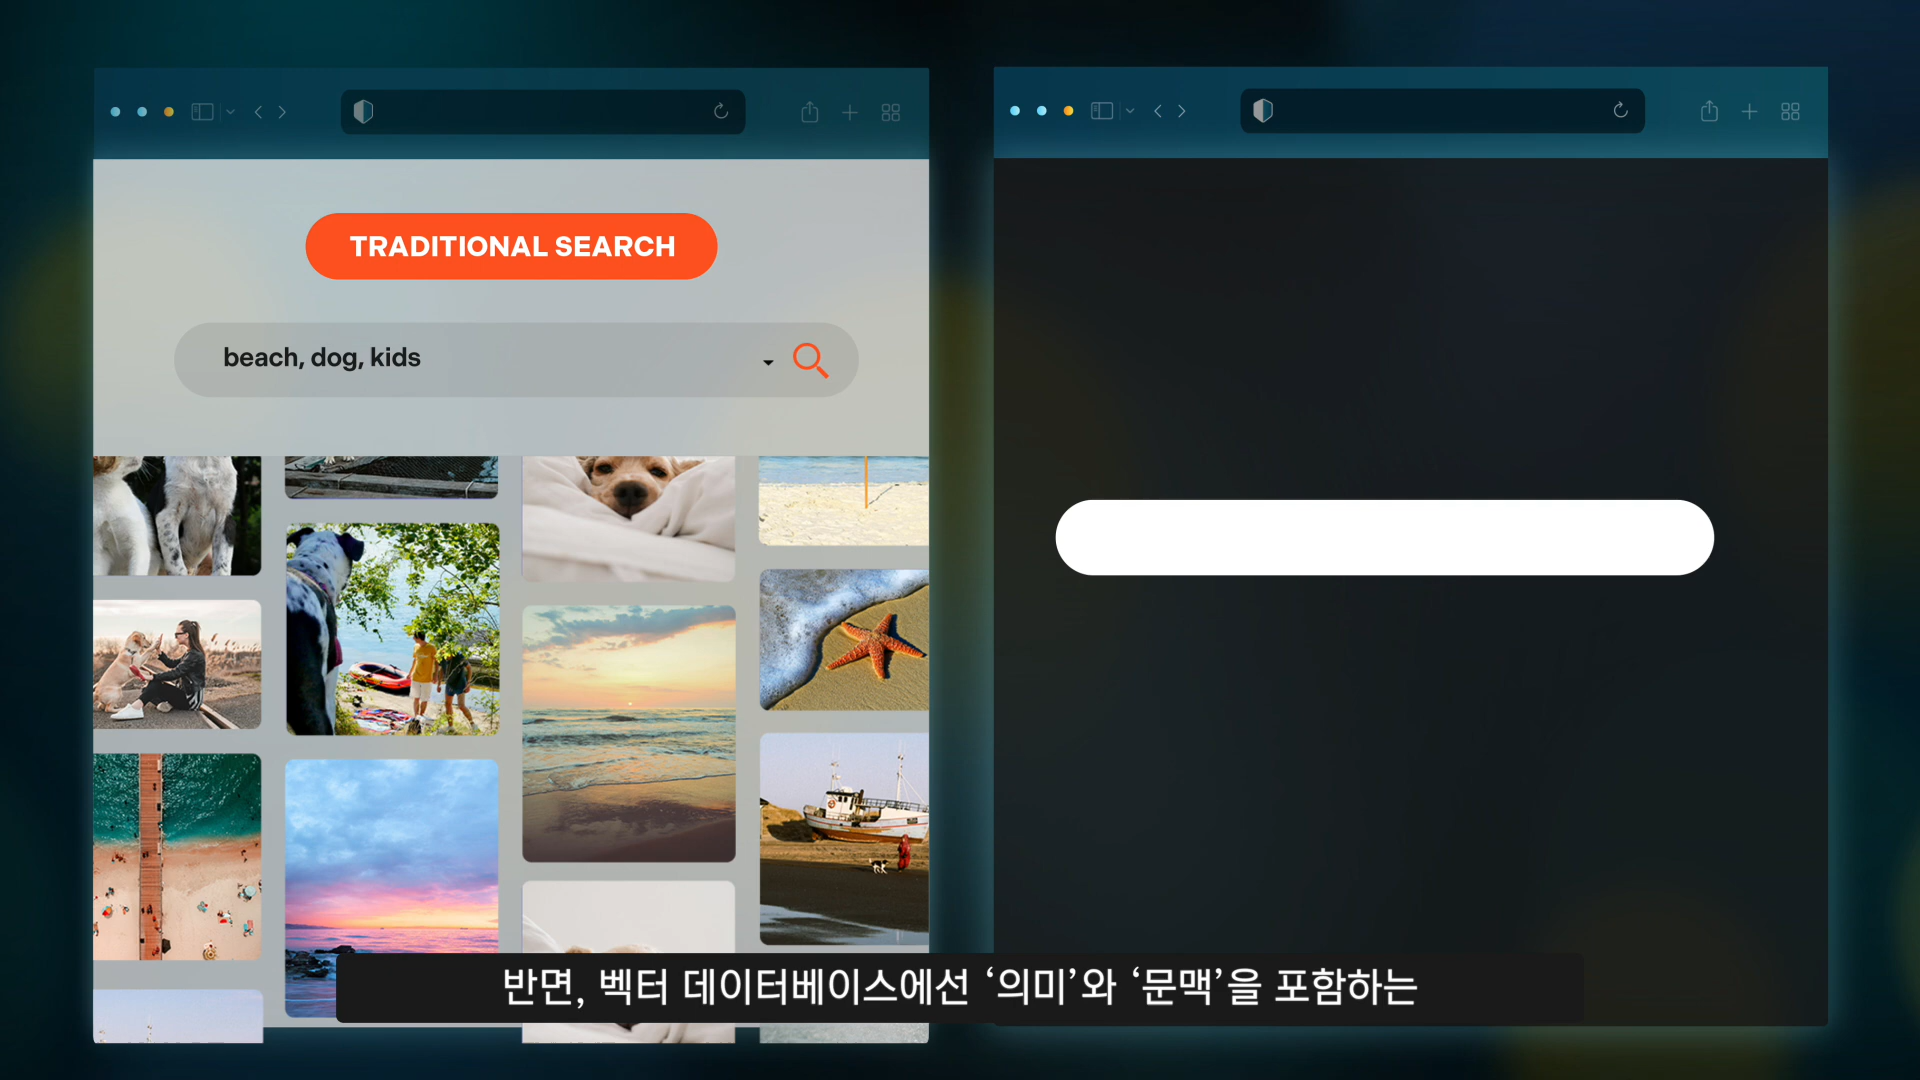 TRADITIONAL SEARCH
beach, dog, kids
반면, 벡터 데이터베이스에선 ‘의미’와 ‘문맥’을 포함하는